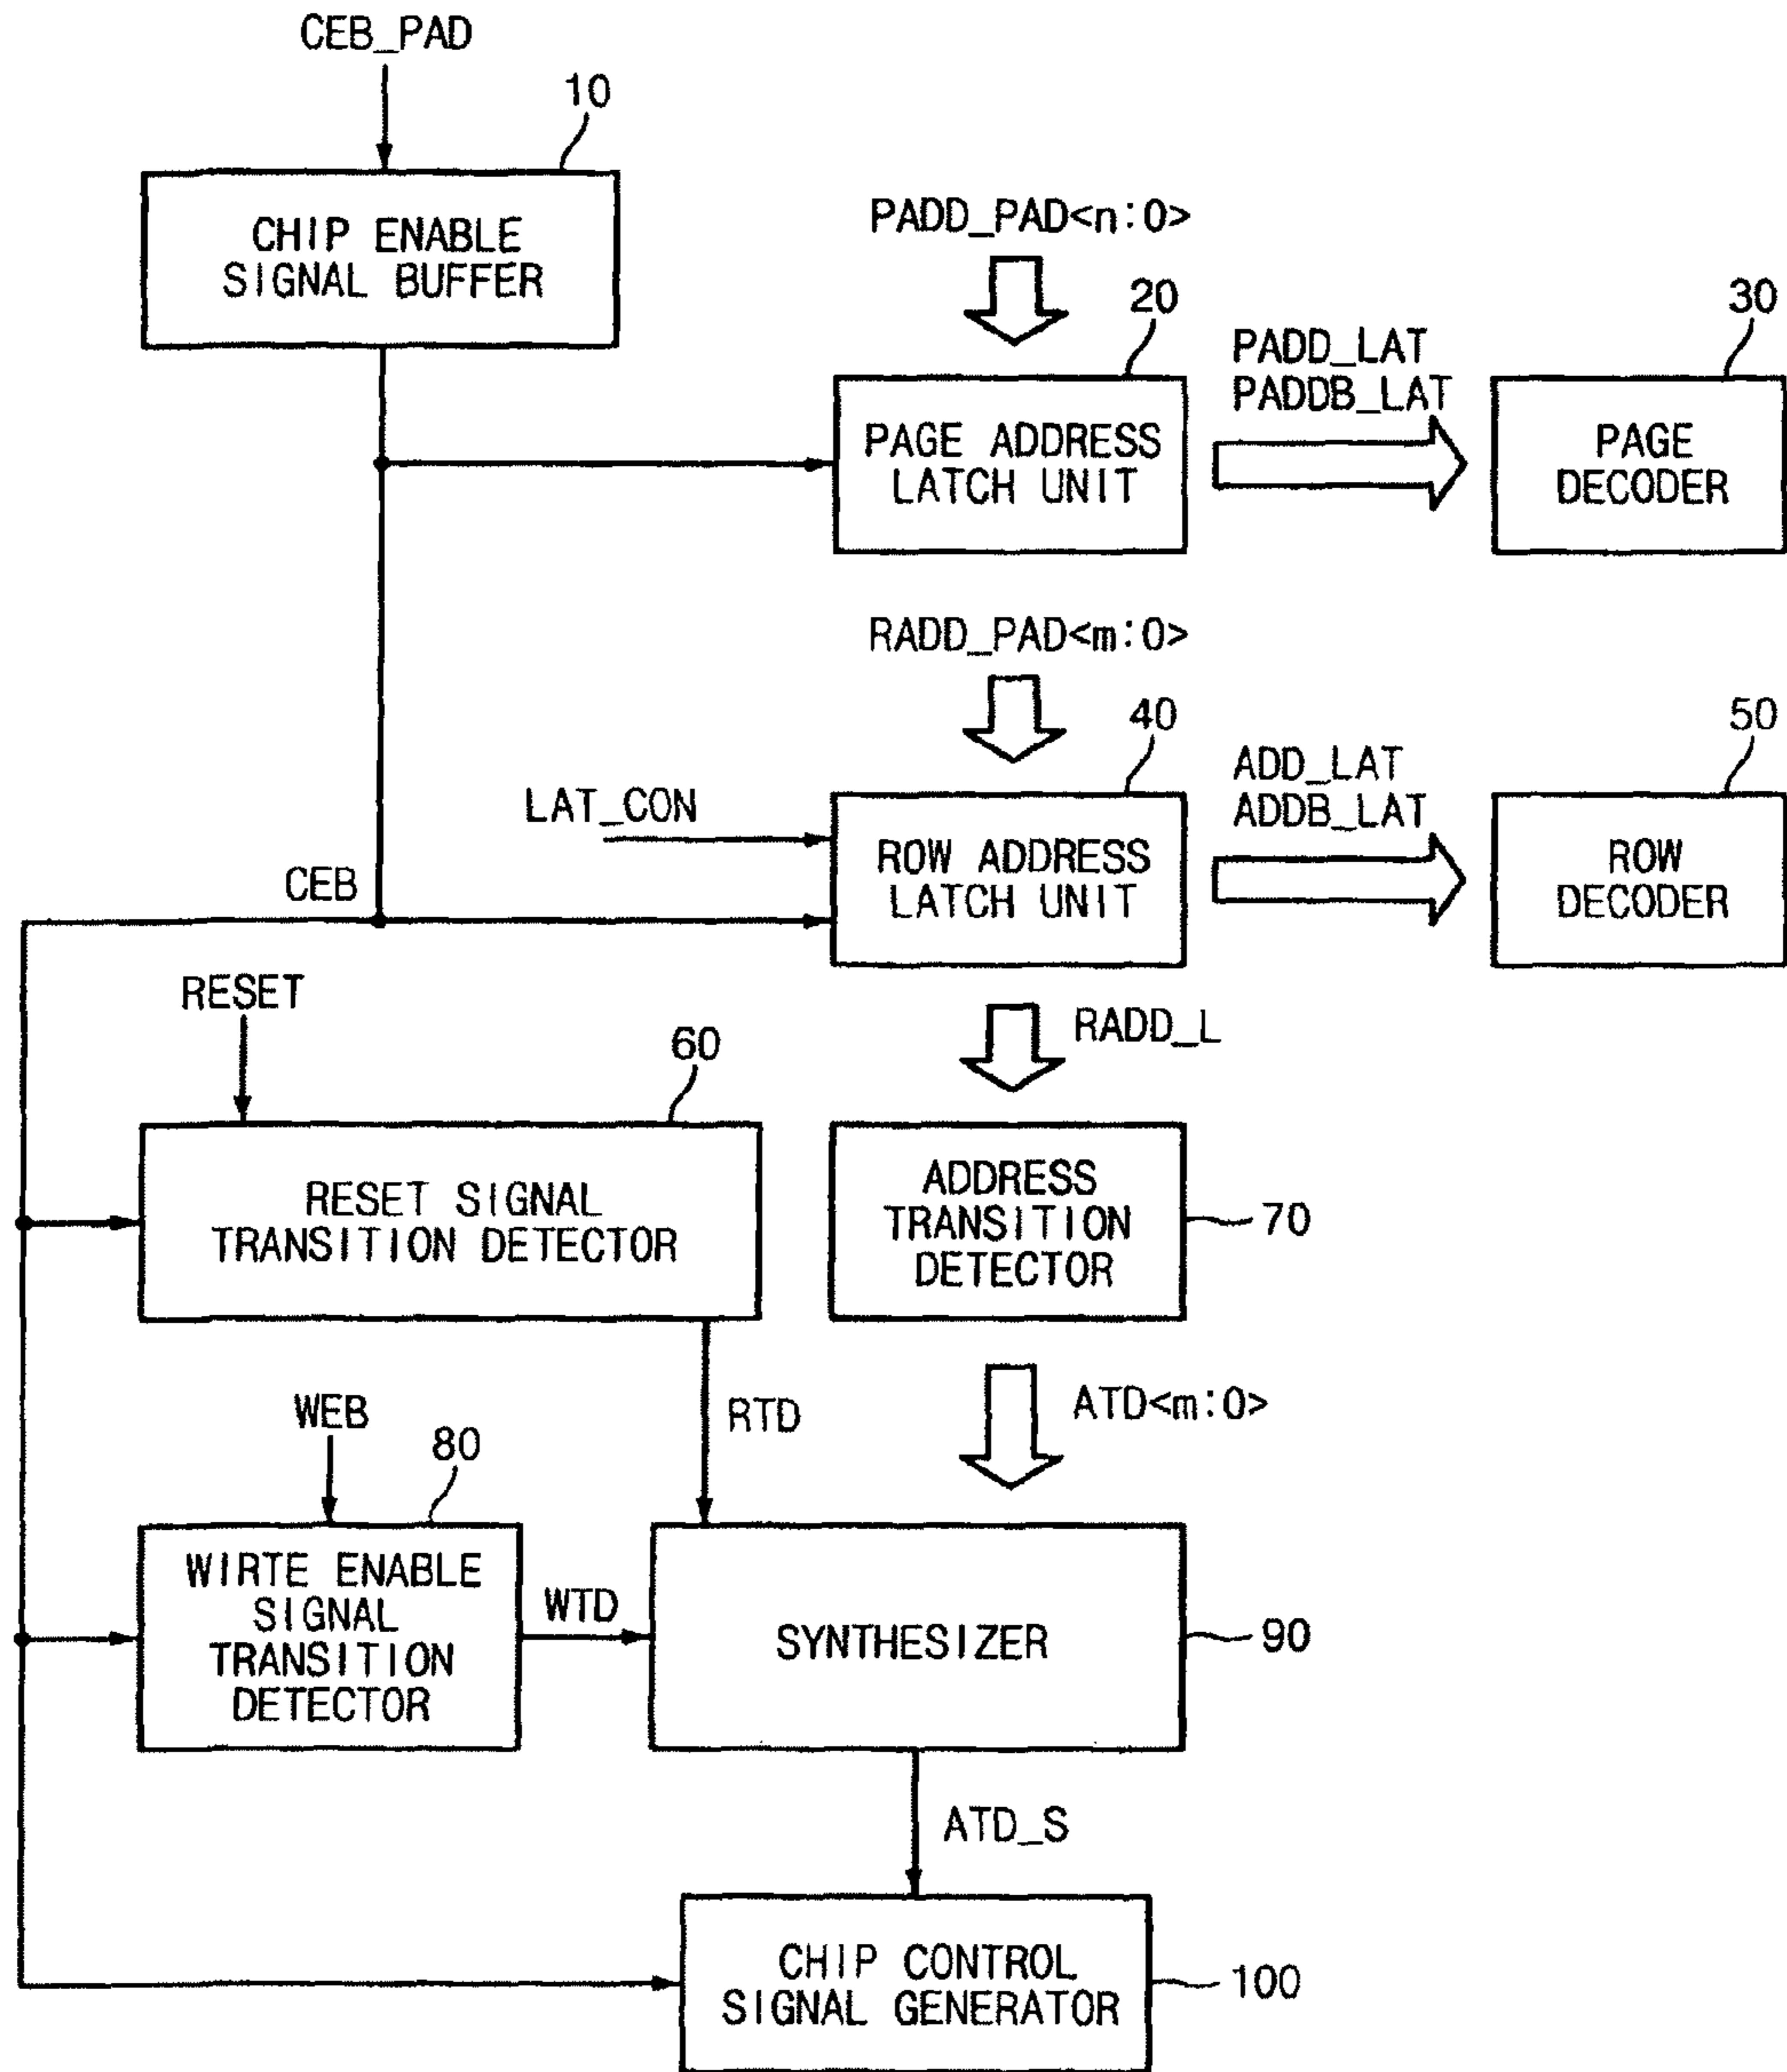 CEB_PAD
10
CHIP ENABLE
SIGNAL BUFFER
PADD_PAD<n:0>
20
PAGE ADDRESS
LATCH UNIT
PADD_LAT
PADDB_LAT
30
PAGE
DECODER
RADD_PAD<m:0>
40
LAT_CON
CEB
ROW ADDRESS
LATCH UNIT
ADD_LAT
ADDB_LAT
50
ROW
DECODER
RESET
60
RESET SIGNAL
TRANSITION DETECTOR
RADD_L
ADDRESS
TRANSITION
DETECTOR
70
RTD
ATD<m:0>
WEB
80
WIRTE ENABLE
SIGNAL
TRANSITION
DETECTOR
WTD
SYNTHESIZER
90
ATD_S
CHIP CONTROL
SIGNAL GENERATOR
100